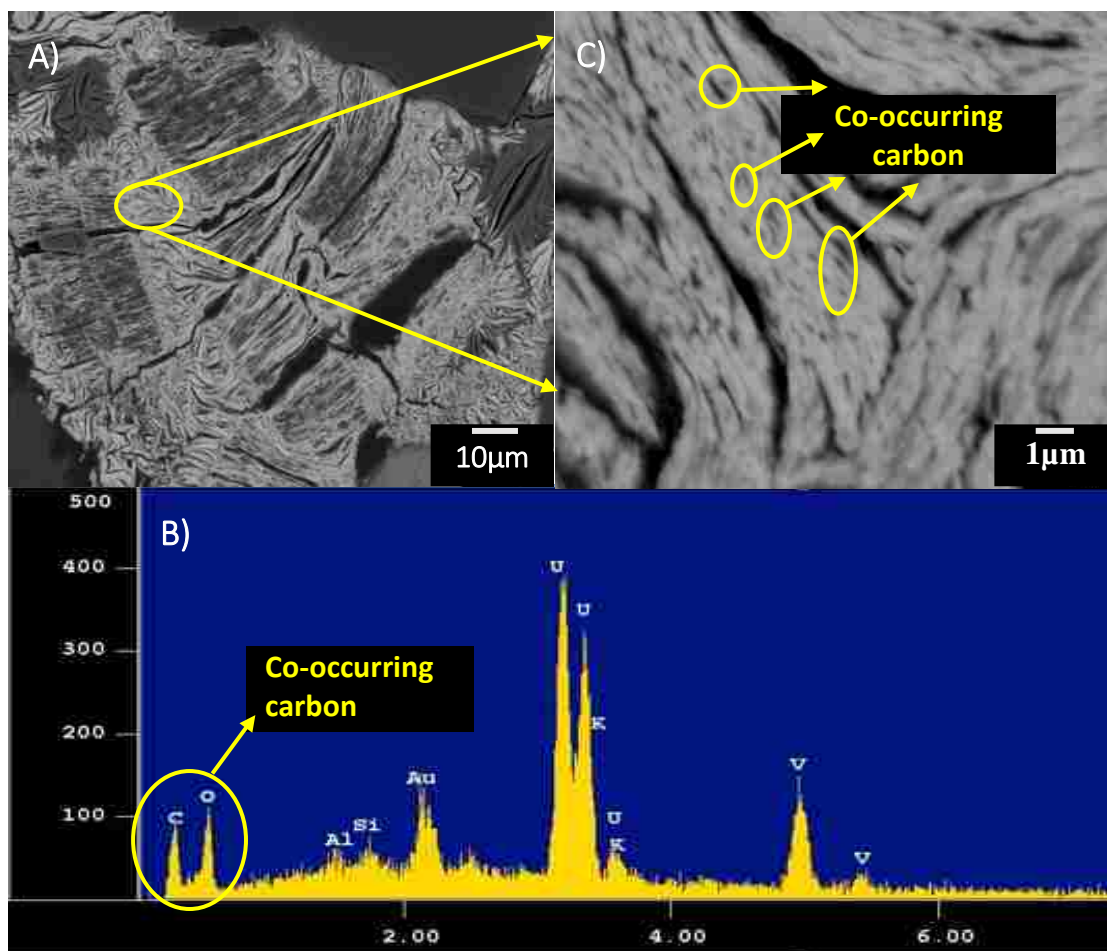 A)
C)
Co-occurring
carbon
10µm
1µm
B)
500
400
300
200
100
Co-occurring
carbon
C
O
Al
Si
Au
U
U
K
U
K
V
V
2.00
4.00
6.00